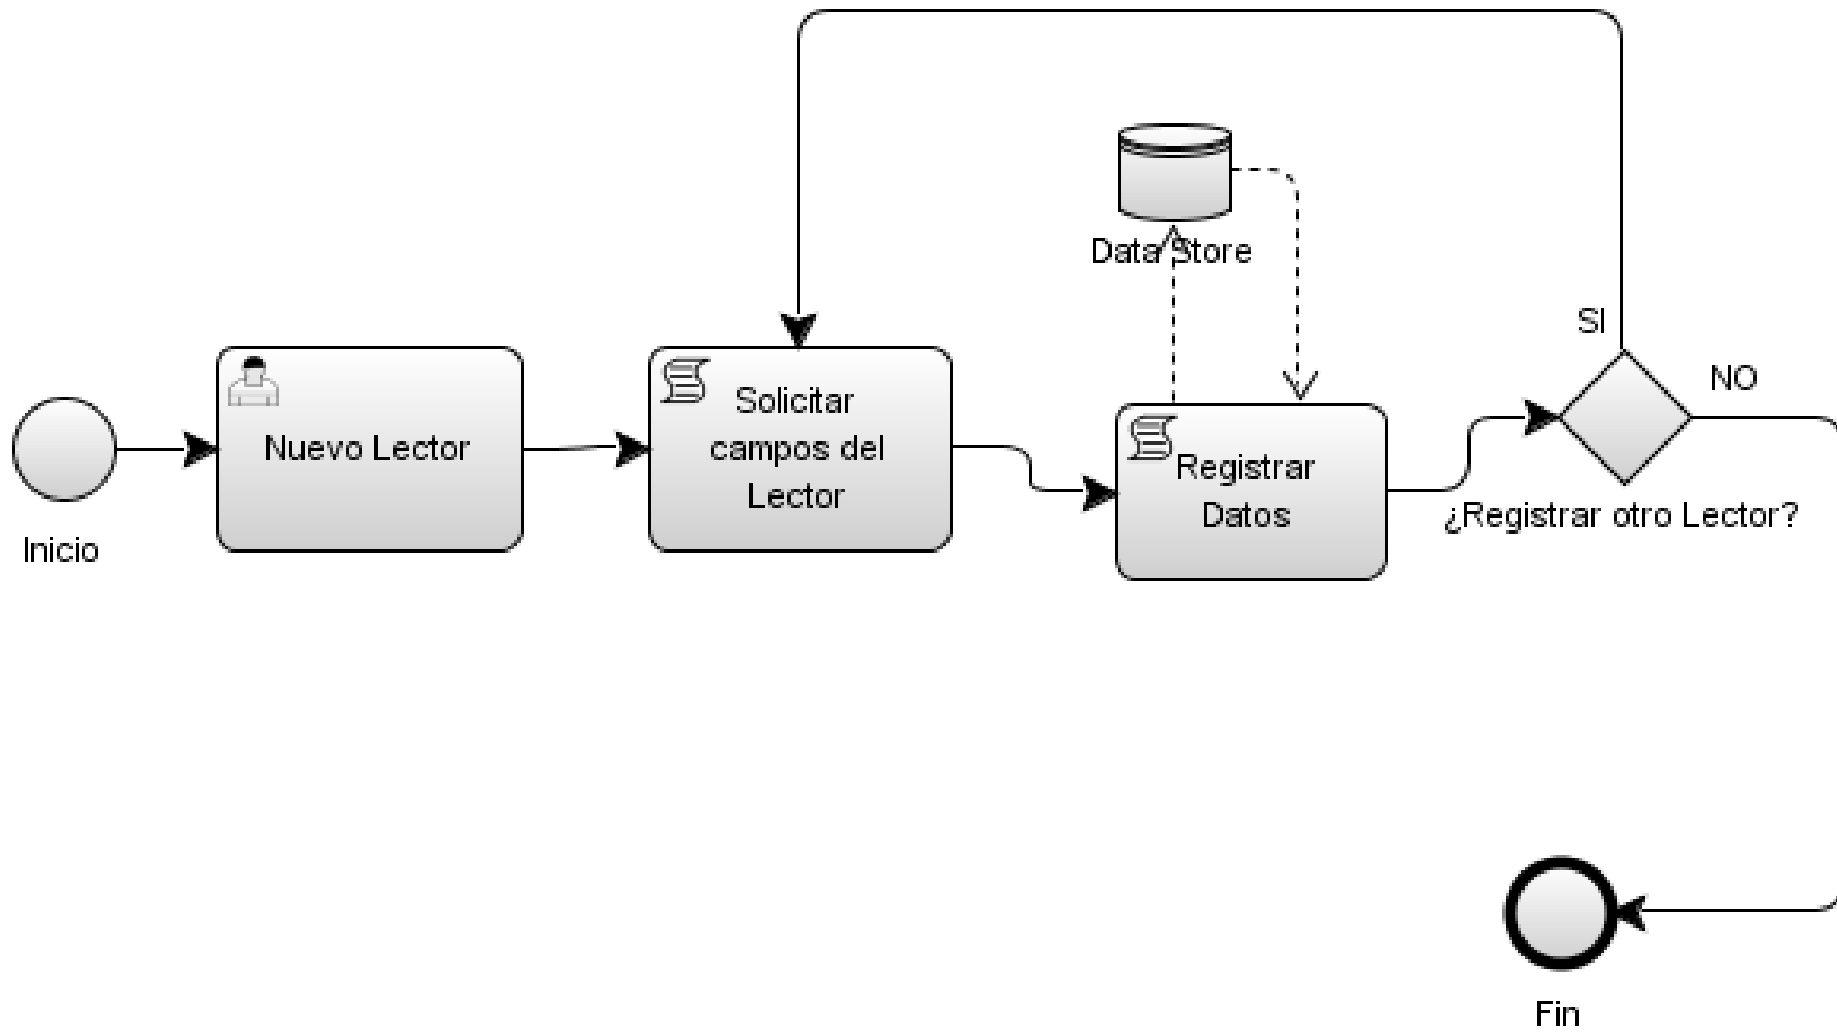 Inicio
Nuevo Lector
Solicitar
campos del
Lector
Data Store
Registrar
Datos
SI
NO
¿Registrar otro Lector?
Fin